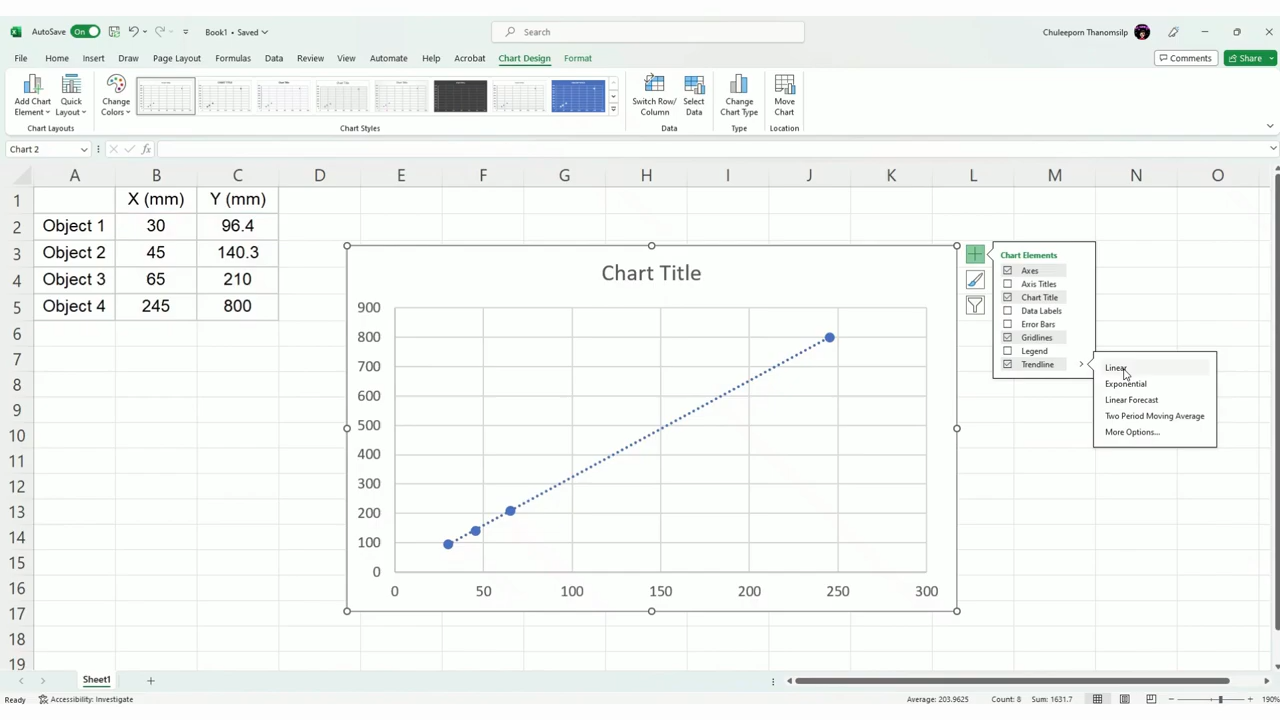 AutoSave On Book1 • Saved Search Chuleeporn Thanomsilp
File Home Insert Draw Page Layout Formulas Data Review View Automate Help Acrobat Chart Design Format Comments Share
Add Chart Element Quick Layout Change Colors Switch Row/Column Select Data Change Chart Type Move Chart
Chart Layouts Chart Styles Data Type Location
Chart 2 fx
A B C D E F G H I J K L M N O
1 X (mm) Y (mm)
2 Object 1 30 96.4
3 Object 2 45 140.3
4 Object 3 65 210
5 Object 4 245 800
6
7
8
9
10
11
12
13
14
15
16
17
18
19
Chart Title
900
800
700
600
500
400
300
200
100
0
0 50 100 150 200 250 300
Chart Elements
Axes
Axis Titles
Chart Title
Data Labels
Error Bars
Gridlines
Legend
Trendline
Linear
Exponential
Linear Forecast
Two Period Moving Average
More Options...
Sheet1
Ready Accessibility: Investigate Average: 203.9625 Count: 8 Sum: 1631.7 190%